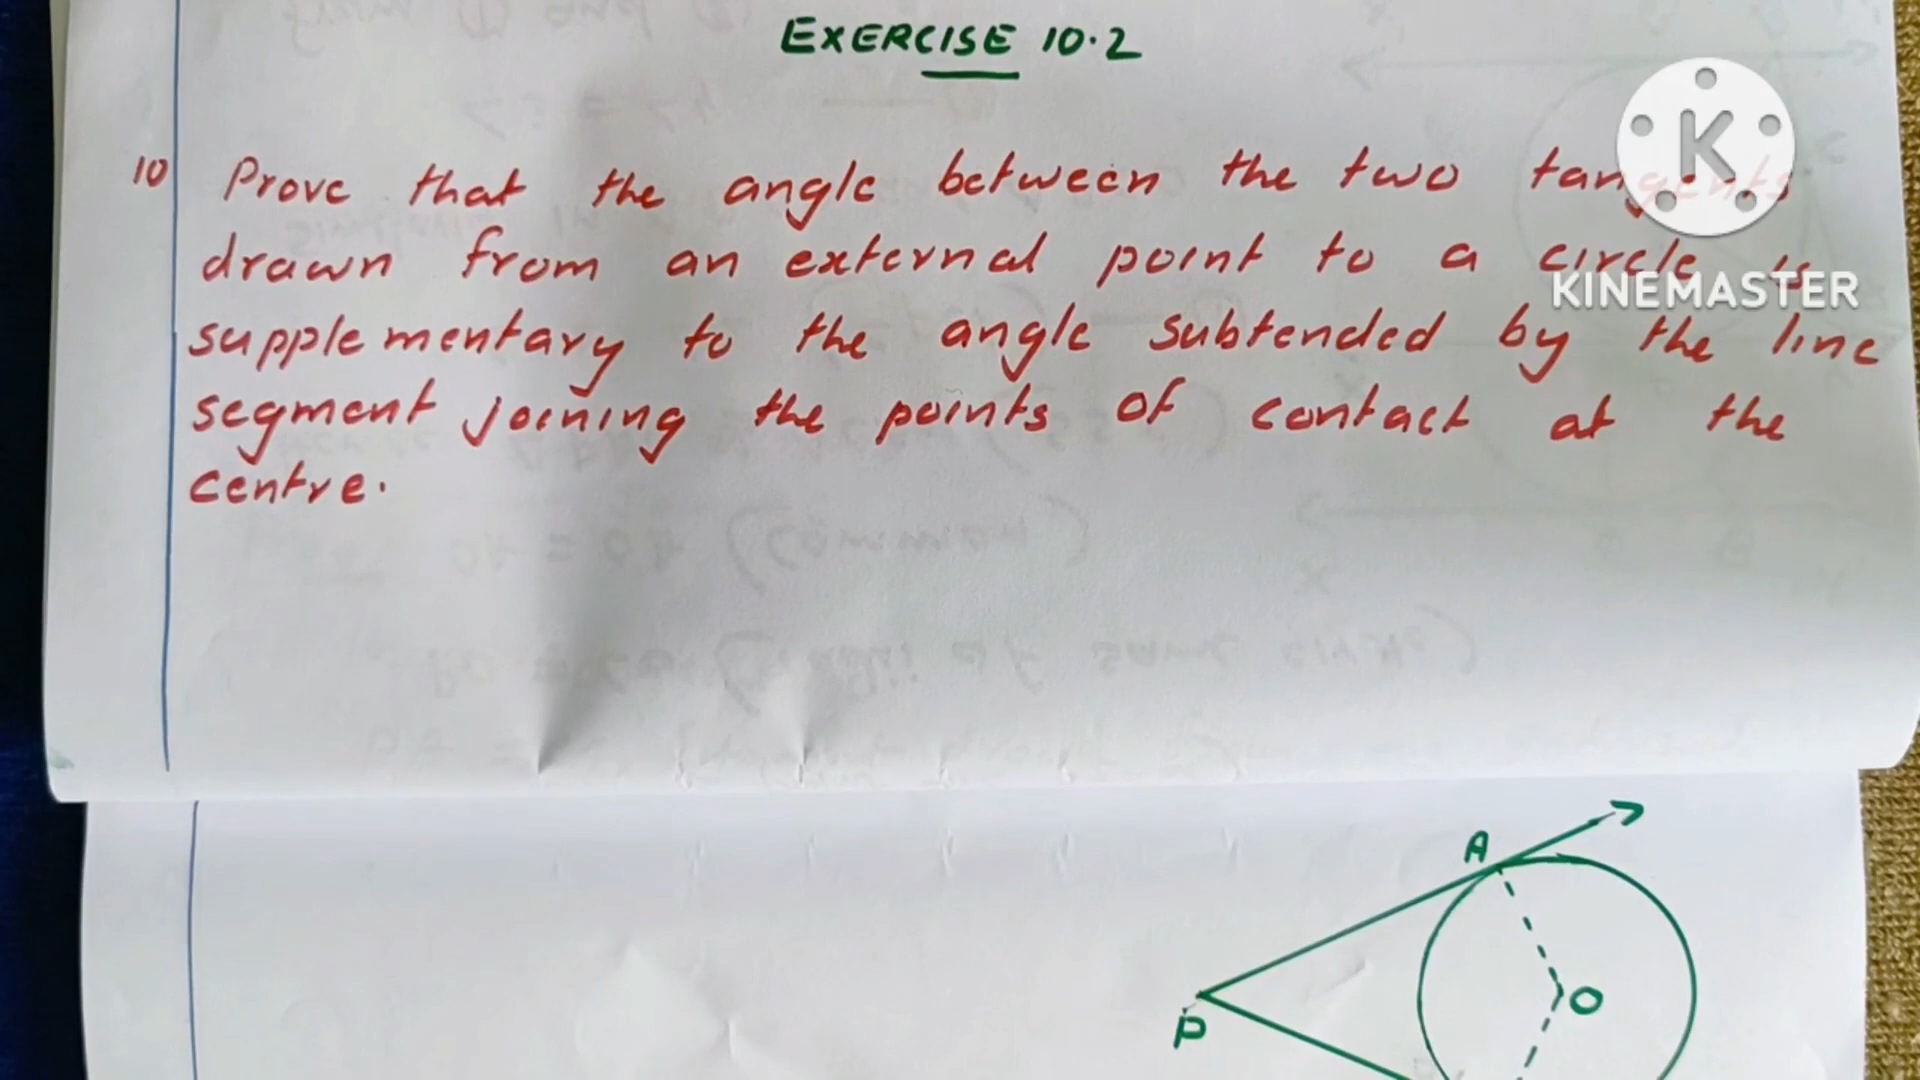 EXERCISE 10.2
10 Prove that the angle between the two tangents
drawn from an external point to a circle is
supplementary to the angle subtended by the line
segment joining the points of contact at the
centre.
K
KINEMASTER
A
O
P